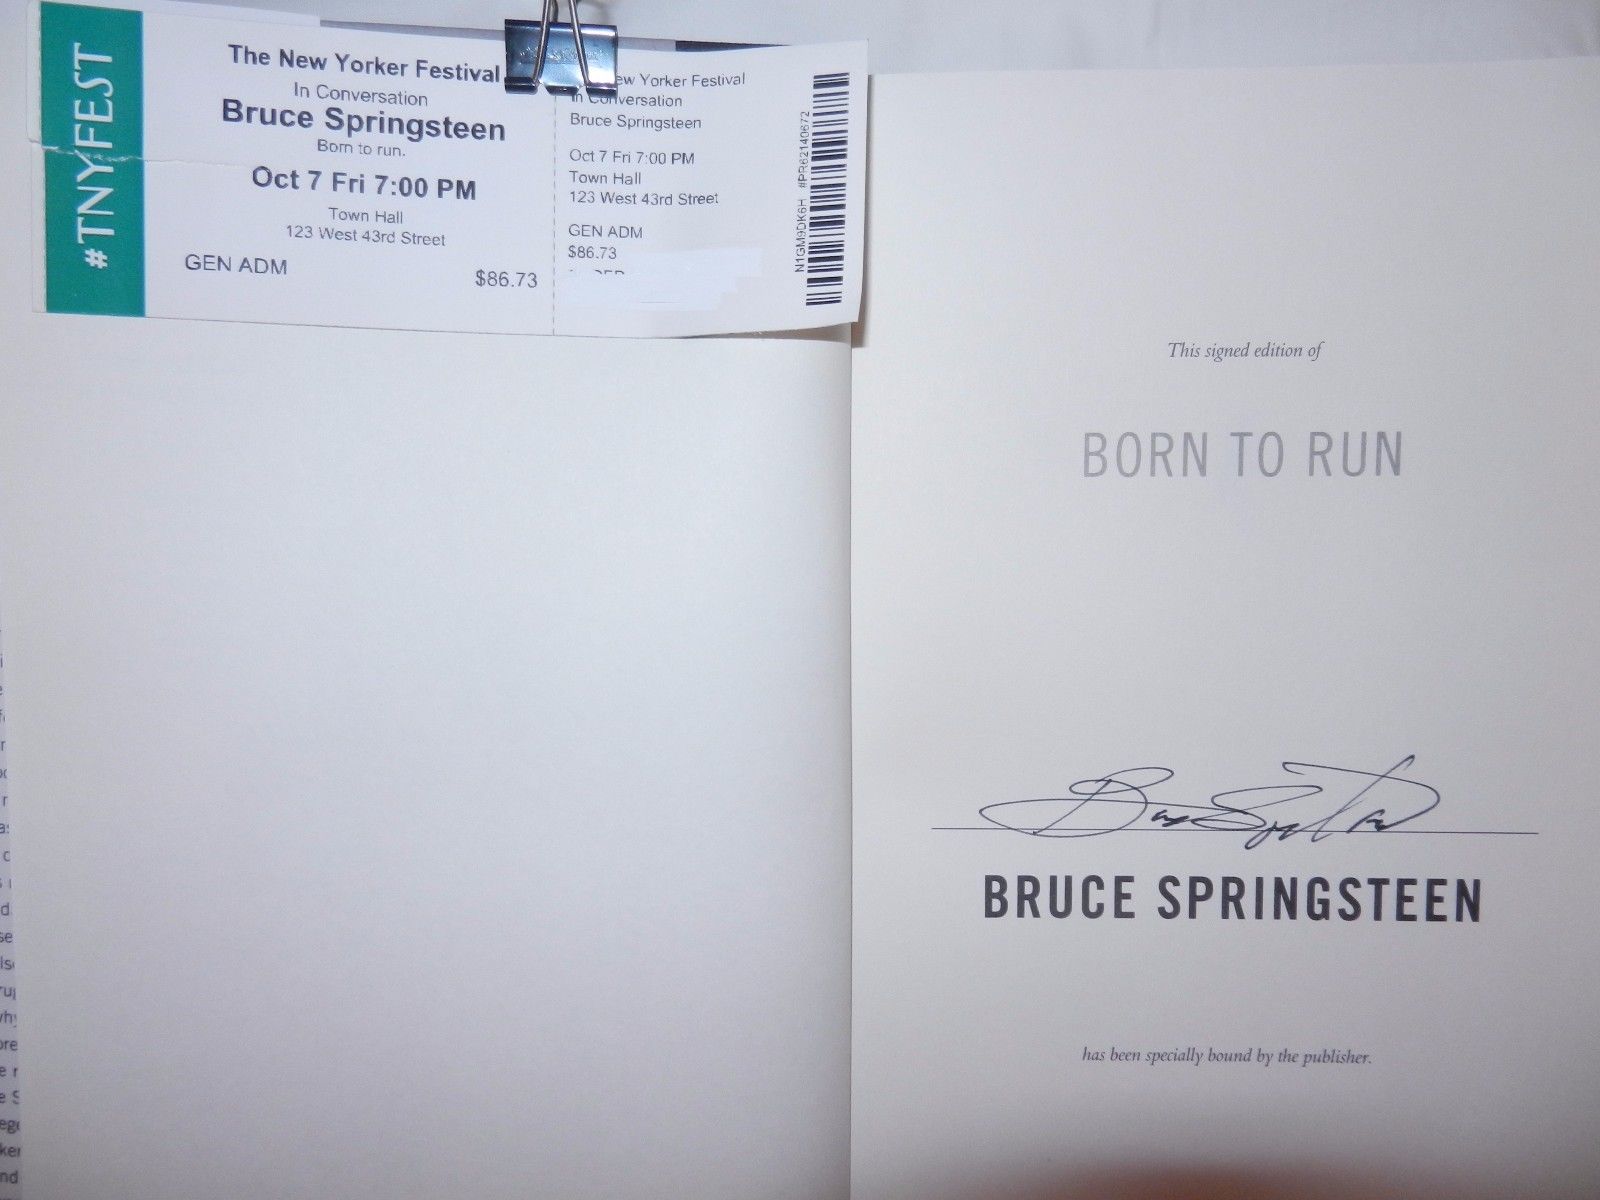 #TNYFEST
The New Yorker Festival
In Conversation
Bruce Springsteen
Born to run.
Oct 7 Fri 7:00 PM
Town Hall
123 West 43rd Street
GEN ADM
$86.73
ew Yorker Festival
In Conversation
Bruce Springsteen
Oct 7 Fri 7:00 PM
Town Hall
123 West 43rd Street
GEN ADM
$86.73
N1GM9DK6H #PR62140672
This signed edition of
BORN TO RUN
BRUCE SPRINGSTEEN
has been specially bound by the publisher.